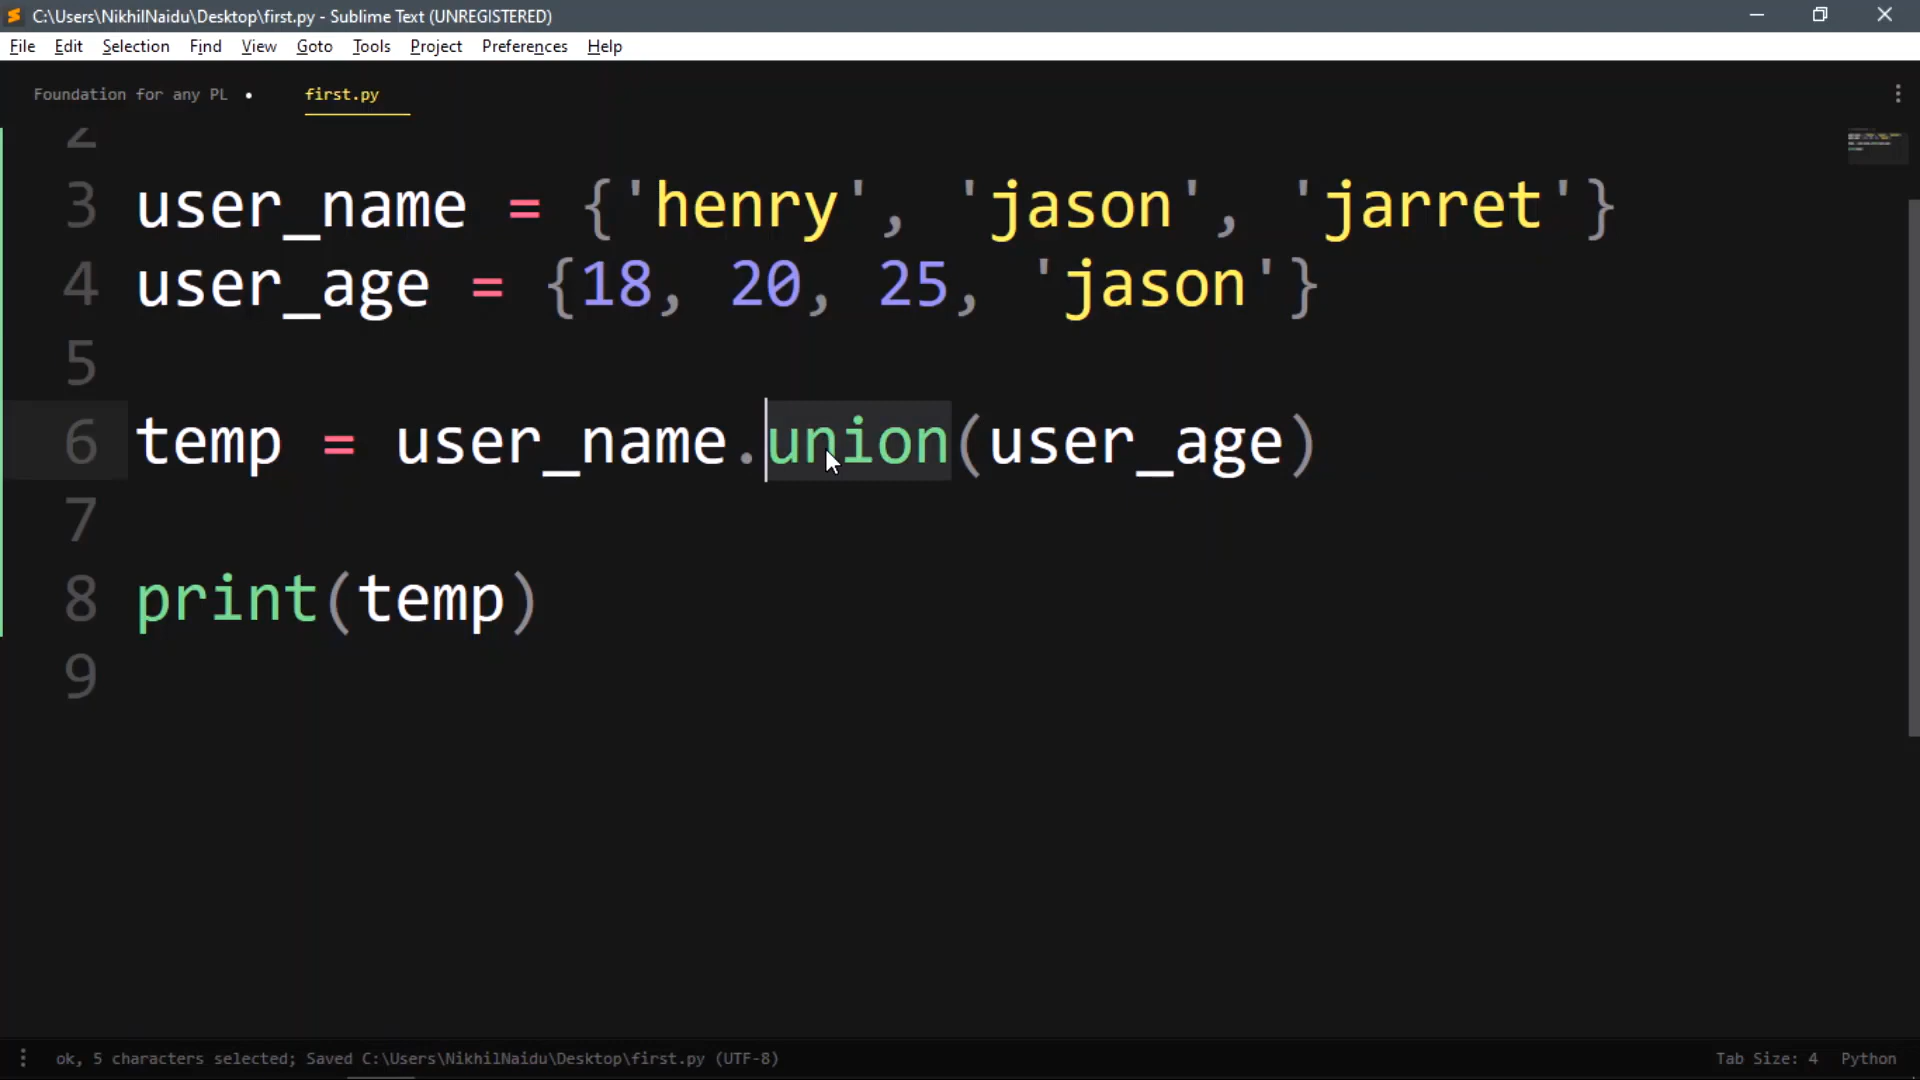 C:\Users\NikhilNaidu\Desktop\first.py - Sublime Text (UNREGISTERED)
File Edit Selection Find View Goto Tools Project Preferences Help
Foundation for any PL • first.py
2
3 user_name = {'henry', 'jason', 'jarret'}
4 user_age = {18, 20, 25, 'jason'}
5
6 temp = user_name.union(user_age)
7
8 print(temp)
9
ok, 5 characters selected; Saved C:\Users\NikhilNaidu\Desktop\first.py (UTF-8) Tab Size: 4 Python